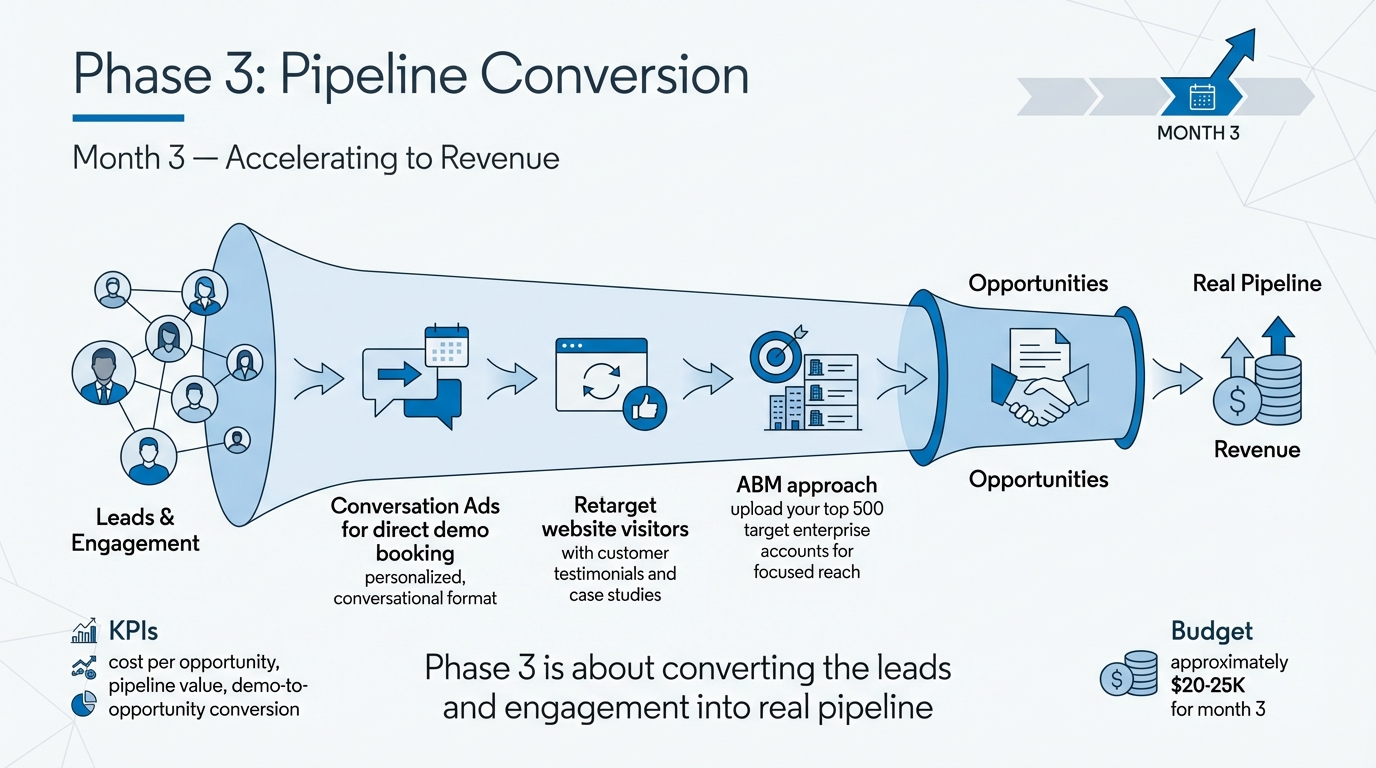 Phase 3: Pipeline Conversion
MONTH 3
Month 3 — Accelerating to Revenue
Leads &
Engagement
Conversation Ads
for direct demo
booking
personalized,
conversational format
Retarget
website visitors
with customer
testimonials and
case studies
ABM approach
upload your top 500
target enterprise
accounts for
focused reach
Opportunities
Opportunities
Real Pipeline
$
Revenue
KPIs
cost per opportunity,
pipeline value, demo-to-
opportunity conversion
Phase 3 is about converting the leads
and engagement into real pipeline
$
Budget
approximately
$20-25K
for month 3